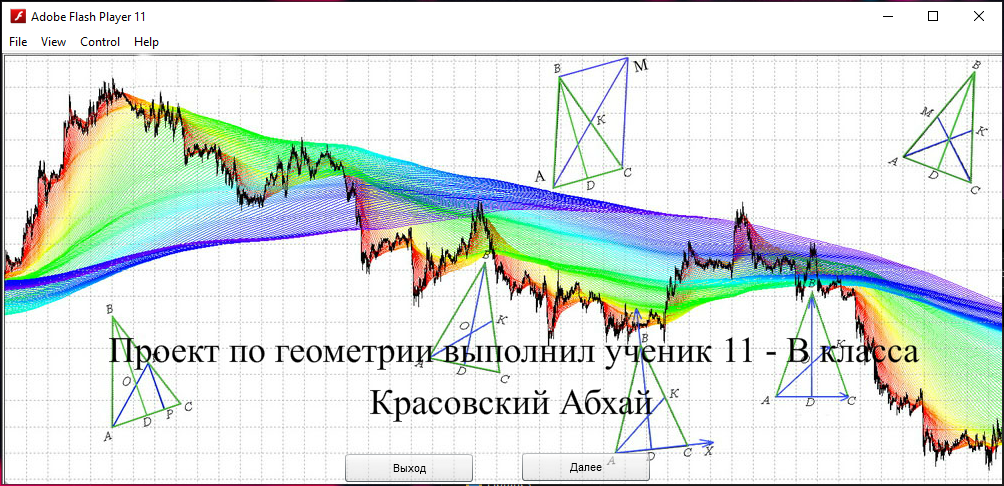 Adobe Flash Player 11
File View Control Help
B M
K
A D C
B
M K
A D C
B
O K
A D C
B
K
A D C X
B
O K
A D C
B
O
A D P C
Проект по геометрии выполнил ученик 11 - В класса
Красовский Абхай
Выход Далее